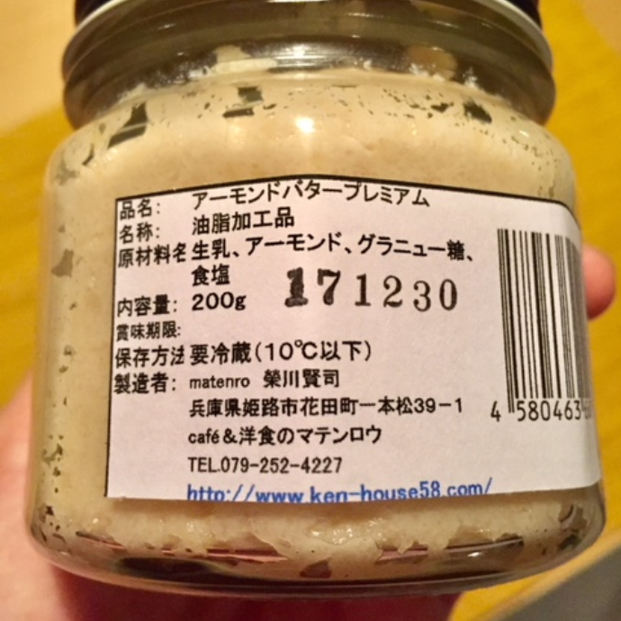 品名: アーモンドバタープレミアム
名称: 油脂加工品
原材料名 生乳、アーモンド、グラニュー糖、
食塩
171230
内容量: 200g
賞味期限:
保存方法 要冷蔵(10℃以下)
製造者: matenro 榮川賢司
兵庫県姫路市花田町一本松39-1
café&洋食のマテンロウ
TEL.079-252-4227
http://www.ken-house58.com/
4 580463